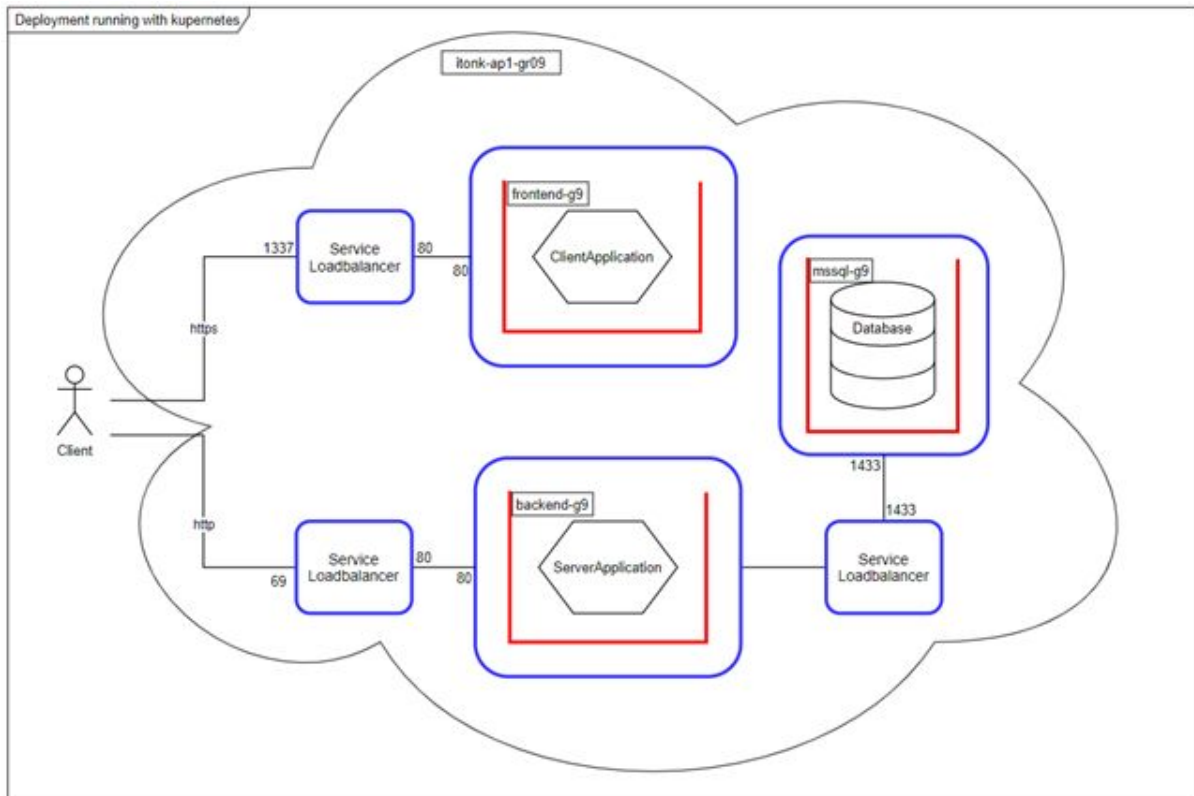 Deployment running with kupernetes
itonk-ap1-gr09
frontend-g9
ClientApplication
1337
Service
Loadbalancer
80
80
mssql-g9
Database
https
Client
1433
1433
http
backend-g9
ServerApplication
69
Service
Loadbalancer
80
80
Service
Loadbalancer